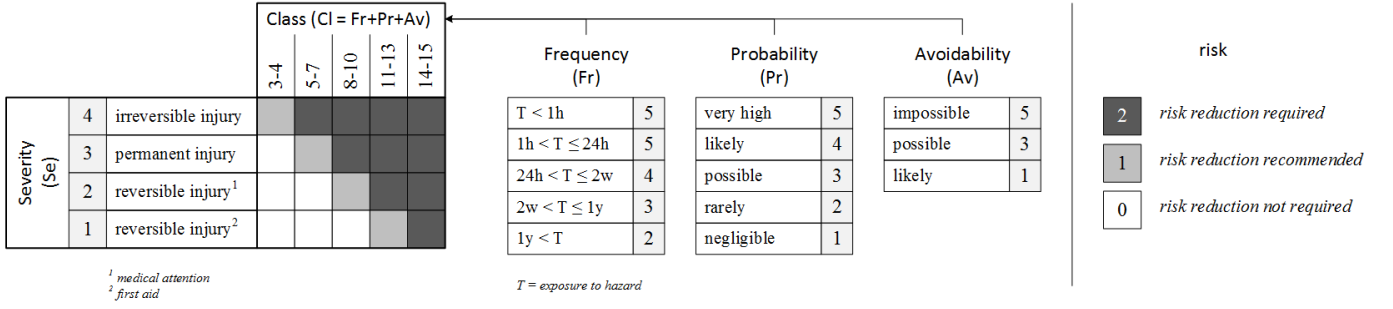 Class (Cl = Fr+Pr+Av)
3-4
5-7
8-10
11-13
14-15
Severity
(Se)
4 irreversible injury
3 permanent injury
2 reversible injury¹
1 reversible injury²
¹ medical attention
² first aid
Frequency
(Fr)
T < 1h 5
1h < T ≤ 24h 5
24h < T ≤ 2w 4
2w < T ≤ 1y 3
1y < T 2
T = exposure to hazard
Probability
(Pr)
very high 5
likely 4
possible 3
rarely 2
negligible 1
Avoidability
(Av)
impossible 5
possible 3
likely 1
risk
2 risk reduction required
1 risk reduction recommended
0 risk reduction not required